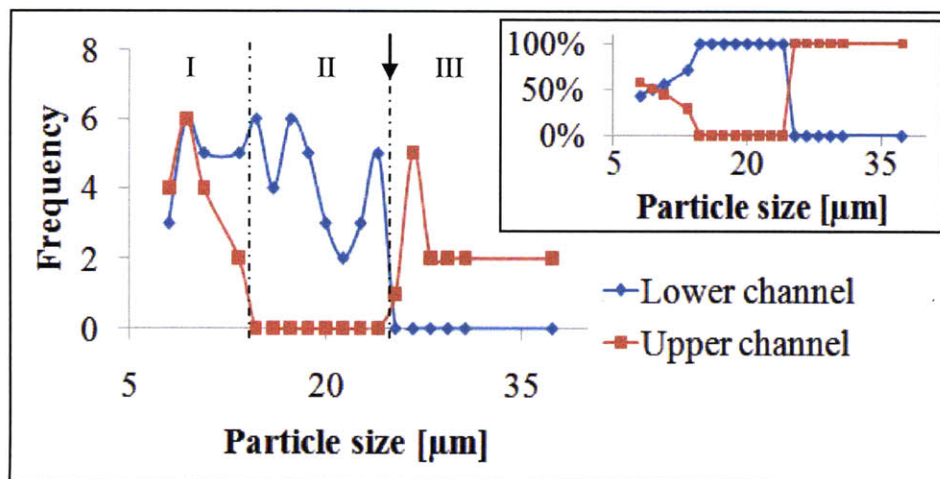 8
6
4
2
0
Frequency
I
II
III
5
20
35
Particle size [µm]
100%
50%
0%
5
20
35
Particle size [µm]
Lower channel
Upper channel